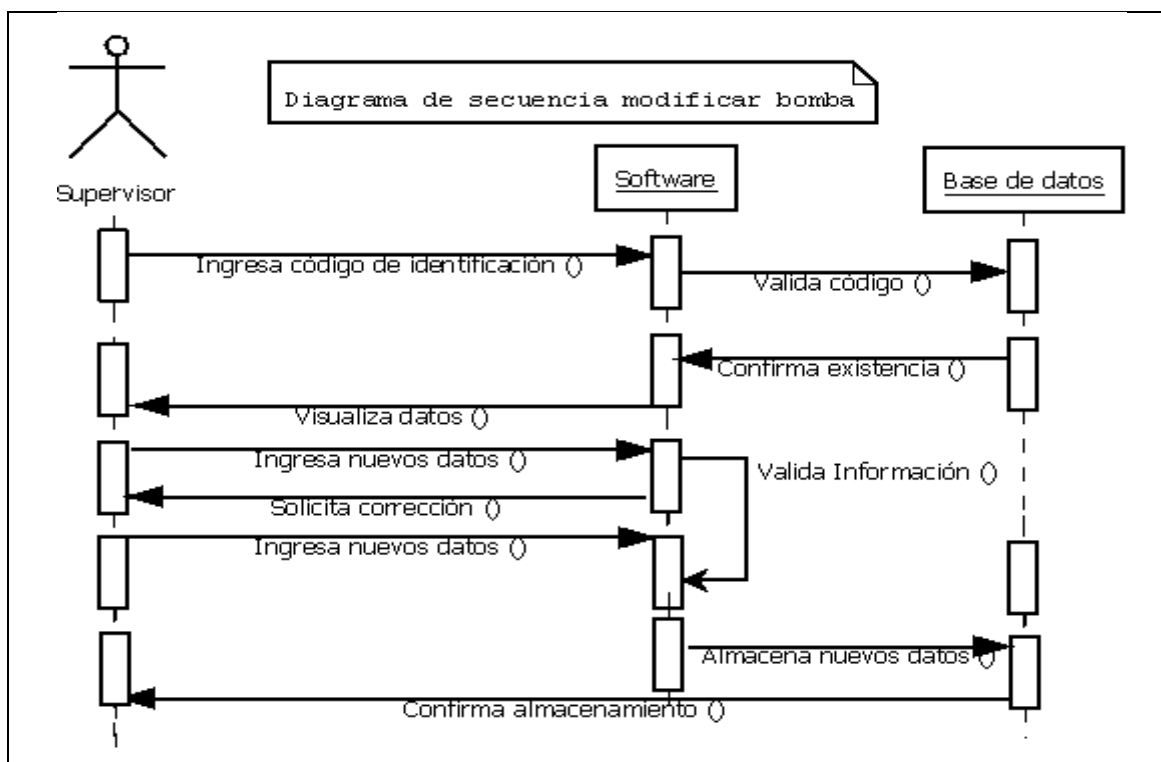 Diagrama de secuencia modificar bomba
Supervisor
Software
Base de datos
Ingresa código de identificación ()
Valida código ()
Confirma existencia ()
Visualiza datos ()
Ingresa nuevos datos ()
Valida Información ()
Solicita corrección ()
Ingresa nuevos datos ()
Almacena nuevos datos ()
Confirma almacenamiento ()